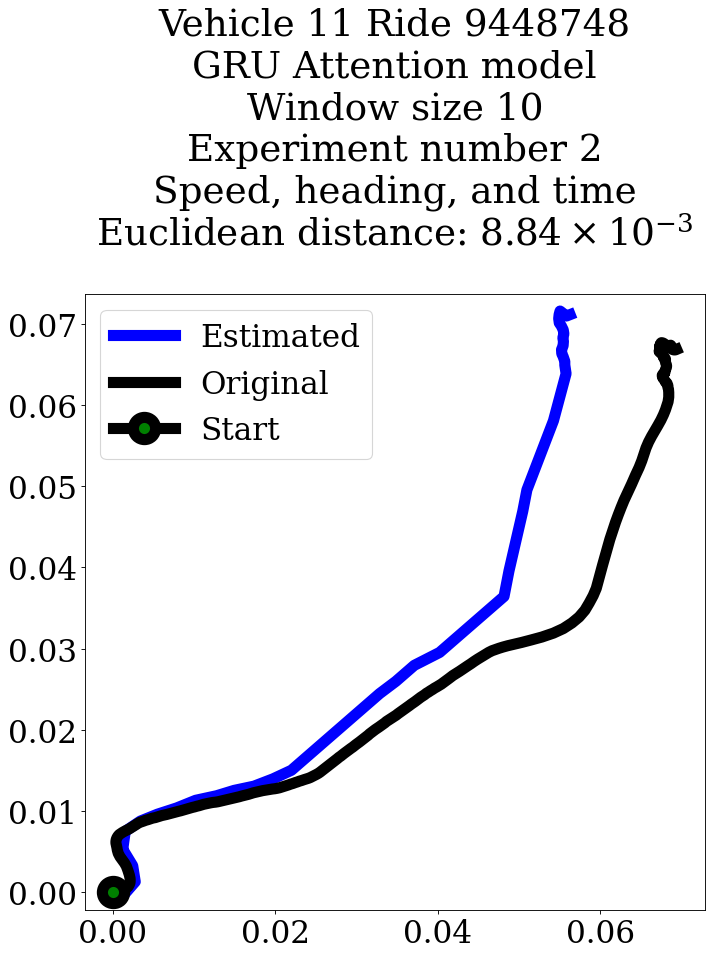 Vehicle 11 Ride 9448748
GRU Attention model
Window size 10
Experiment number 2
Speed, heading, and time
Euclidean distance: 8.84 × 10⁻³
Estimated
Original
Start
0.07
0.06
0.05
0.04
0.03
0.02
0.01
0.00
0.00 0.02 0.04 0.06